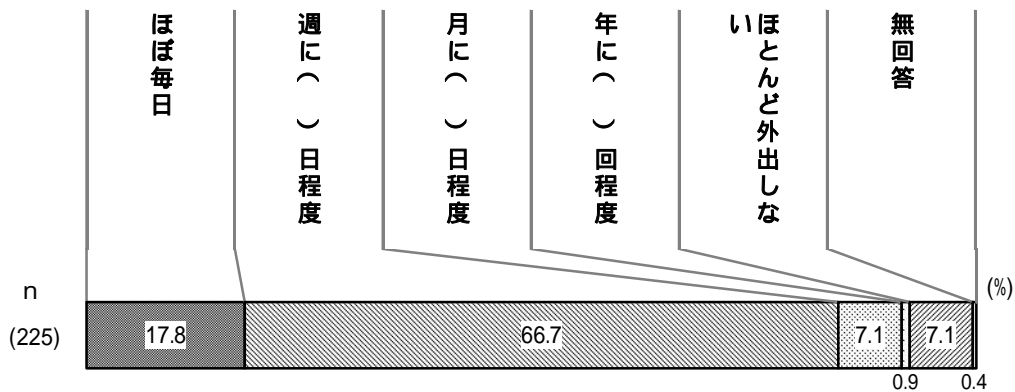 ほぼ毎日
週に( )日程度
月に( )日程度
年に( )回程度
ほとんど外出しな
い
無回答
n
(%)
(225)
17.8
66.7
7.1
7.1
0.9
0.4